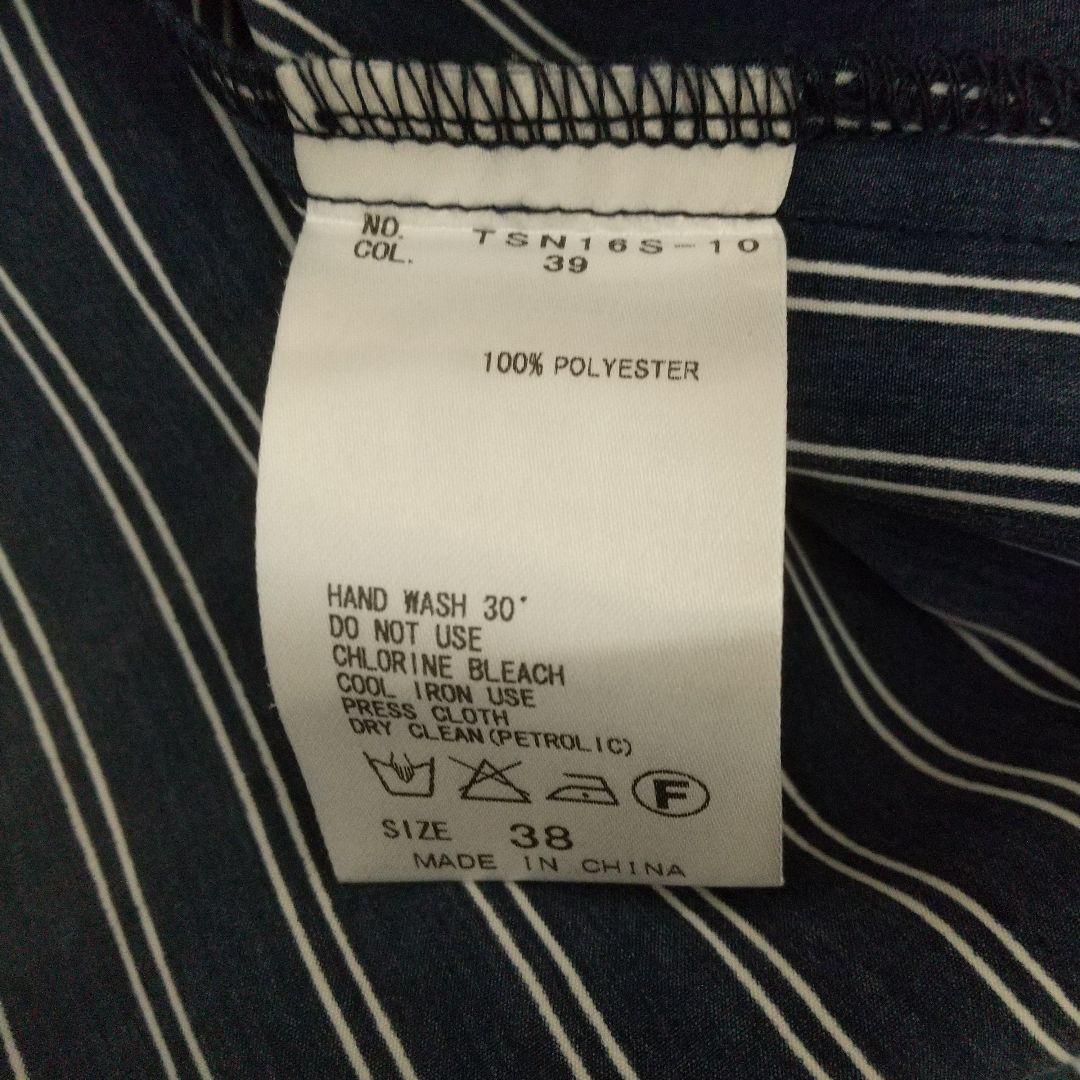 NO. TSN16S-10
COL. 39
100% POLYESTER
HAND WASH 30°
DO NOT USE
CHLORINE BLEACH
COOL IRON USE
PRESS CLOTH
DRY CLEAN(PETROLIC)
F
SIZE 38
MADE IN CHINA